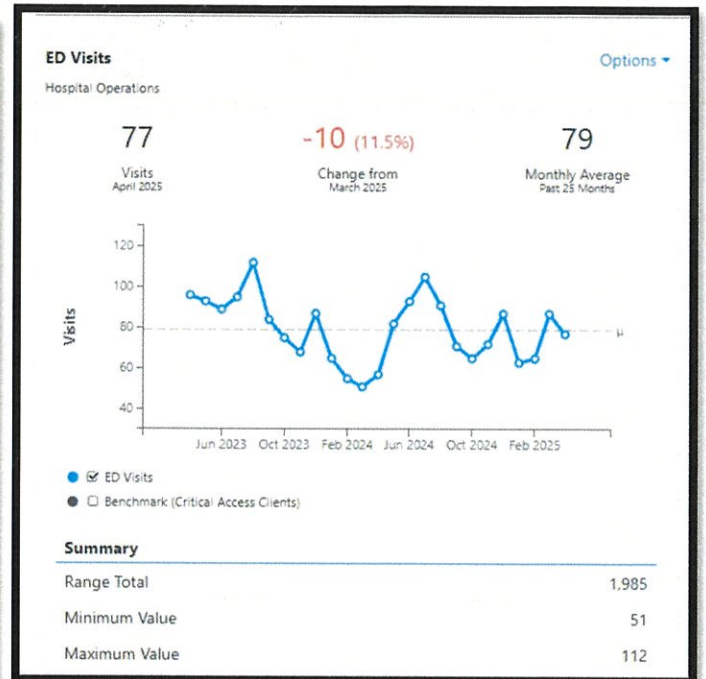 ED Visits
Options
Hospital Operations
77
-10 (11.5%)
79
Visits
Change from
Monthly Average
April 2025
March 2025
Past 25 Months
Visits
120
100
80
60
40
μ
Jun 2023 Oct 2023 Feb 2024 Jun 2024 Oct 2024 Feb 2025
ED Visits
Benchmark (Critical Access Clients)
Summary
Range Total 1,985
Minimum Value 51
Maximum Value 112